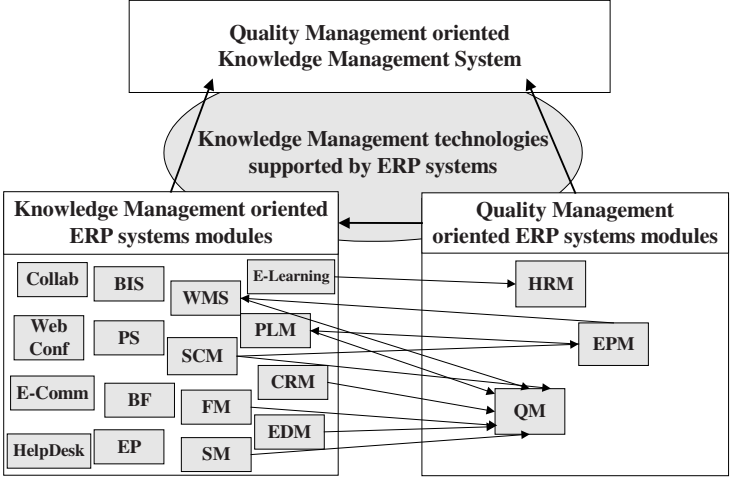 Quality Management oriented
Knowledge Management System
Knowledge Management technologies
supported by ERP systems
Knowledge Management oriented
ERP systems modules
Quality Management
oriented ERP systems modules
Collab
BIS
WMS
E-Learning
HRM
Web
Conf
PS
SCM
PLM
EPM
E-Comm
BF
FM
CRM
QM
HelpDesk
EP
SM
EDM